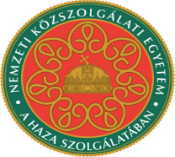 NEMZETI KÖZSZOLGÁLATI EGYETEM
• A HAZA SZOLGÁLATÁBAN •